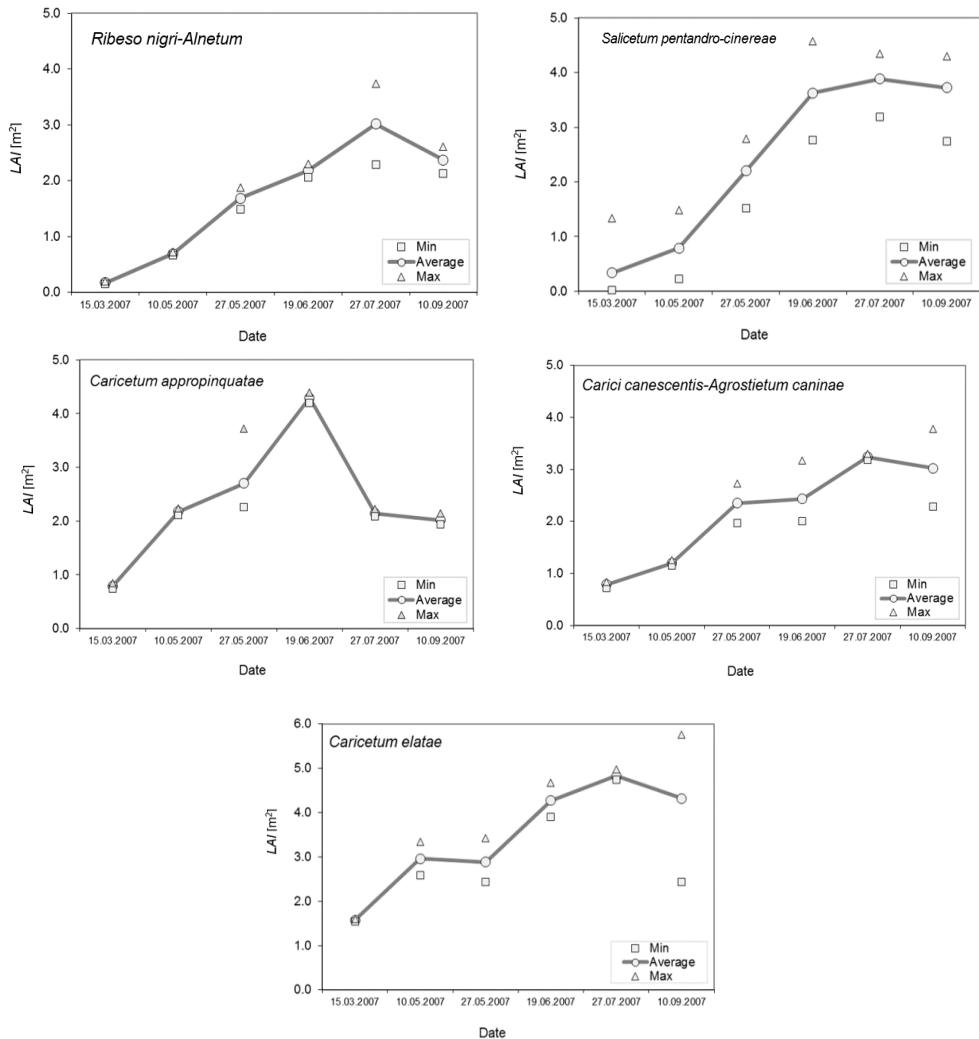 Ribeso nigri-Alnetum
5.0
4.0
3.0
2.0
1.0
0.0
LAI [m²]
Min
Average
Max
15.03.2007 10.05.2007 27.05.2007 19.06.2007 27.07.2007 10.09.2007
Date
Salicetum pentandro-cinereae
5.0
4.0
3.0
2.0
1.0
0.0
LAI [m²]
Min
Average
Max
15.03.2007 10.05.2007 27.05.2007 19.06.2007 27.07.2007 10.09.2007
Date
Caricetum appropinquatae
5.0
4.0
3.0
2.0
1.0
0.0
LAI [m²]
Min
Average
Max
15.03.2007 10.05.2007 27.05.2007 19.06.2007 27.07.2007 10.09.2007
Date
Carici canescentis-Agrostietum caninae
5.0
4.0
3.0
2.0
1.0
0.0
LAI [m²]
Min
Average
Max
15.03.2007 10.05.2007 27.05.2007 19.06.2007 27.07.2007 10.09.2007
Date
Caricetum elatae
6.0
5.0
4.0
3.0
2.0
1.0
0.0
LAI [m²]
Min
Average
Max
15.03.2007 10.05.2007 27.05.2007 19.06.2007 27.07.2007 10.09.2007
Date